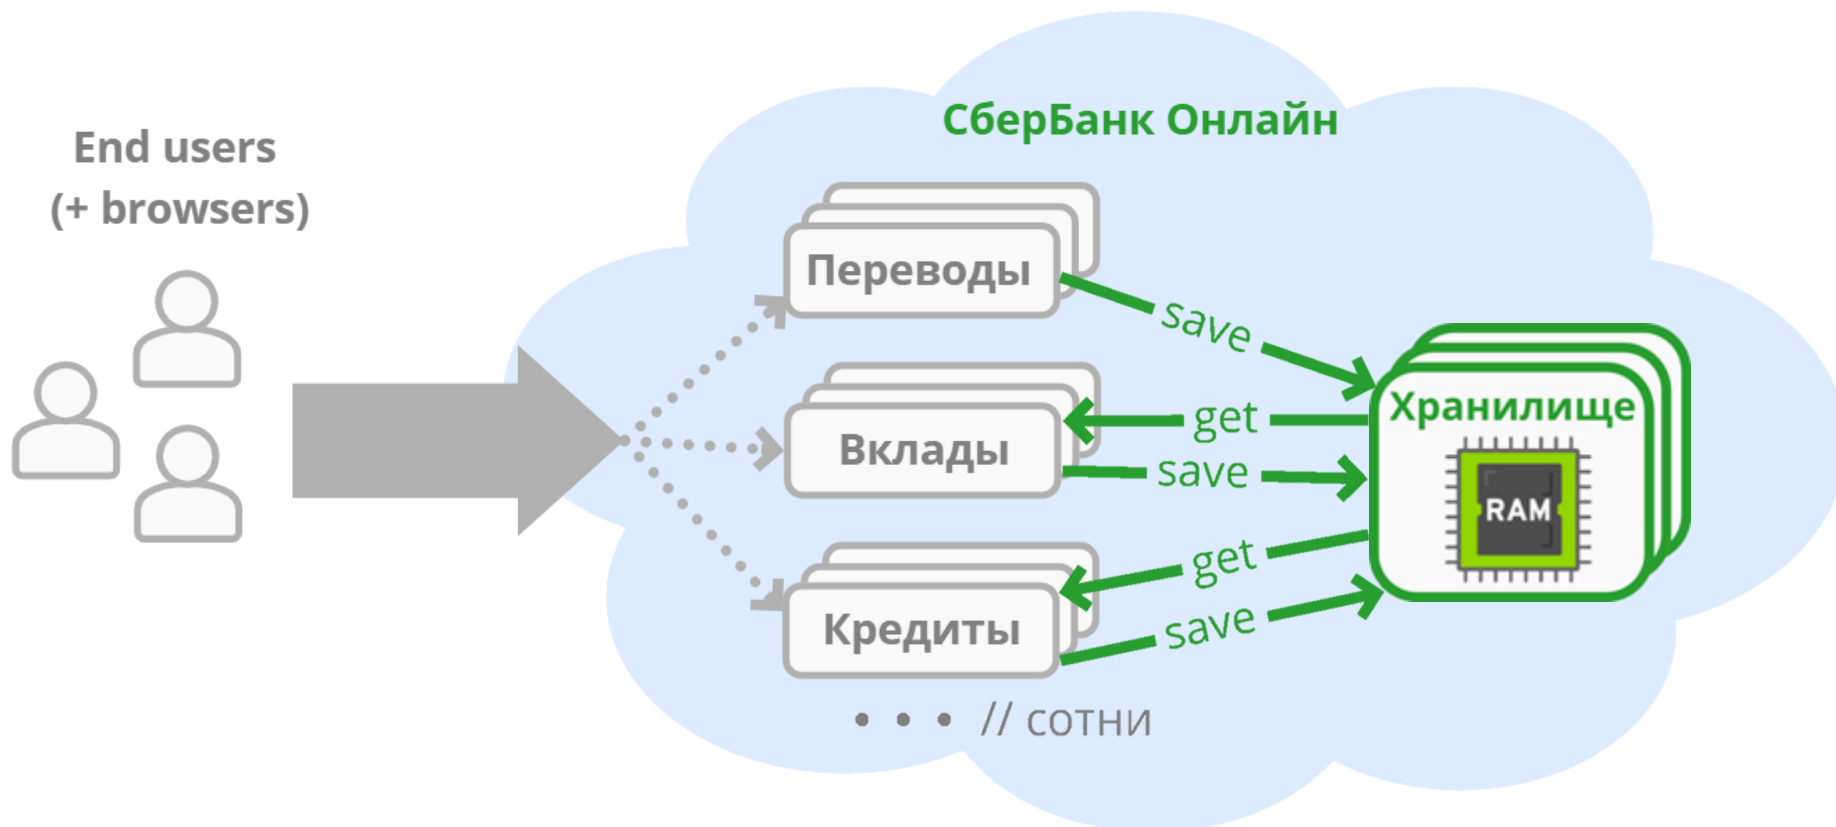 End users
(+ browsers)
СберБанк Онлайн
Переводы
save
Вклады
get
save
Кредиты
get
save
Хранилище
RAM
• • • // сотни